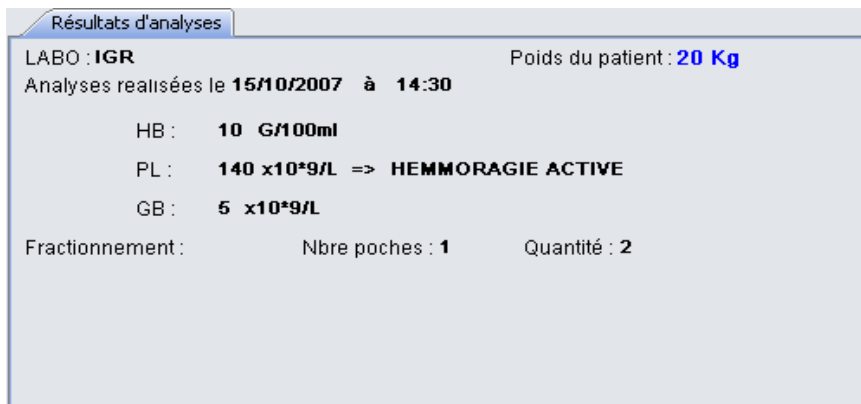 Résultats d'analyses
LABO : IGR Poids du patient : 20 Kg
Analyses realisées le 15/10/2007 à 14:30
HB : 10 G/100ml
PL : 140 x10*9/L => HEMMORAGIE ACTIVE
GB : 5 x10*9/L
Fractionnement : Nbre poches : 1 Quantité : 2